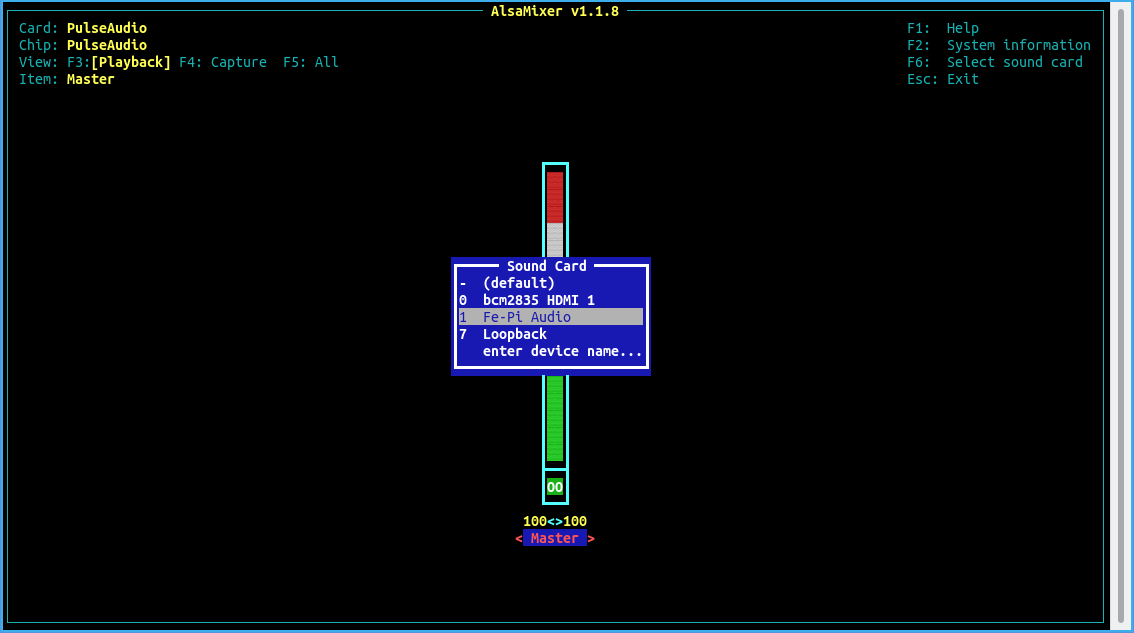 AlsaMixer v1.1.8
Card: PulseAudio F1: Help
Chip: PulseAudio F2: System information
View: F3:[Playback] F4: Capture F5: All F6: Select sound card
Item: Master Esc: Exit
Sound Card
- (default)
0 bcm2835 HDMI 1
1 Fe-Pi Audio
7 Loopback
enter device name...
OO
100<>100
< Master >